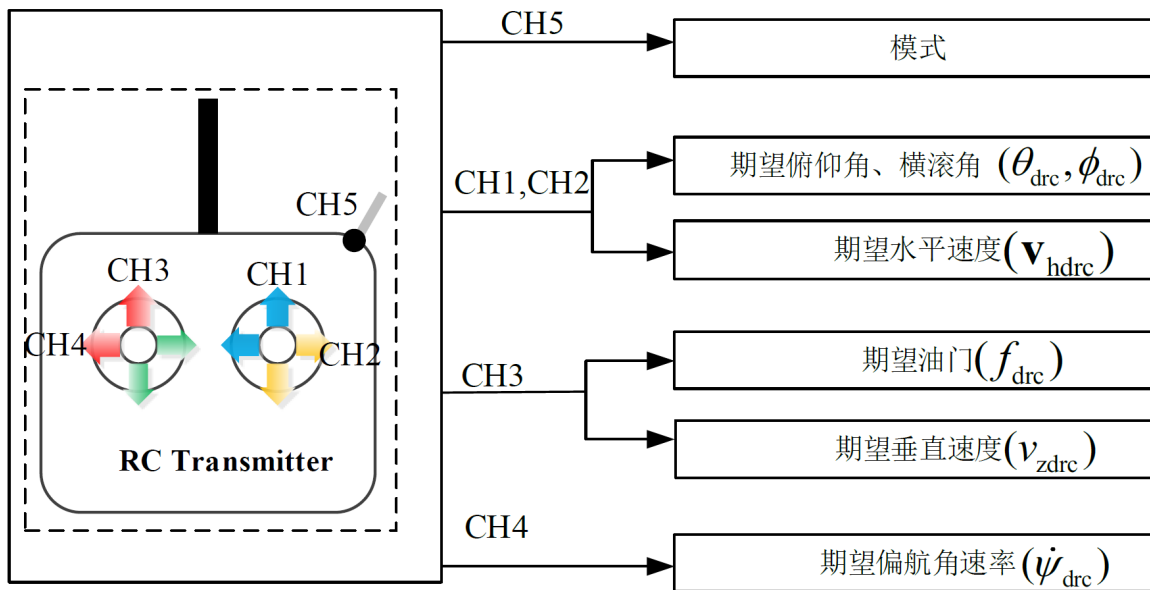 CH5
模式
CH5
CH3
CH1
CH4
CH2
RC Transmitter
CH1,CH2
期望俯仰角、横滚角 (θdrc,ϕdrc)
期望水平速度(vhdrc)
CH3
期望油门(fdrc)
期望垂直速度(vzdrc)
CH4
期望偏航角速率(ψ̇drc)